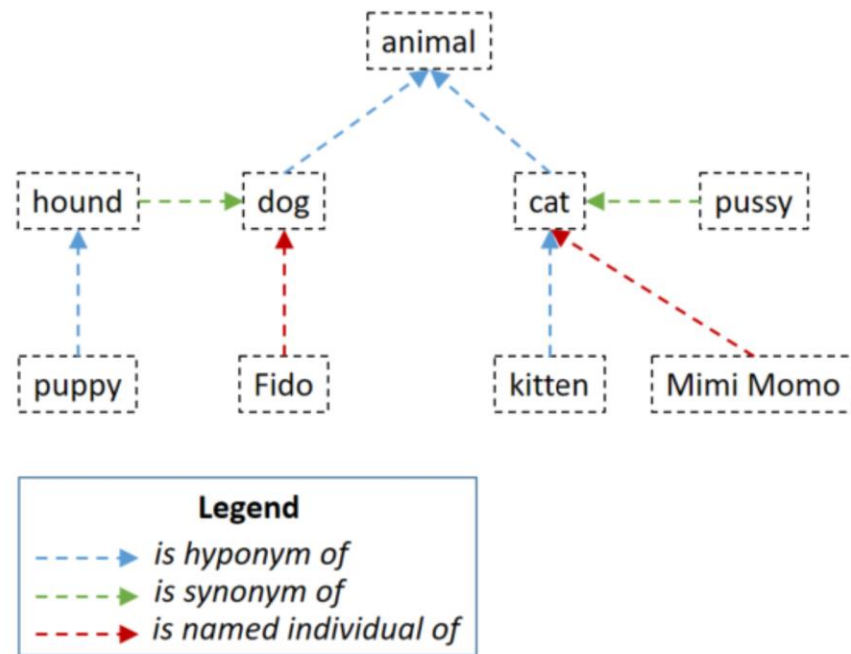 animal
hound
dog
cat
pussy
puppy
Fido
kitten
Mimi Momo
Legend
is hyponym of
is synonym of
is named individual of